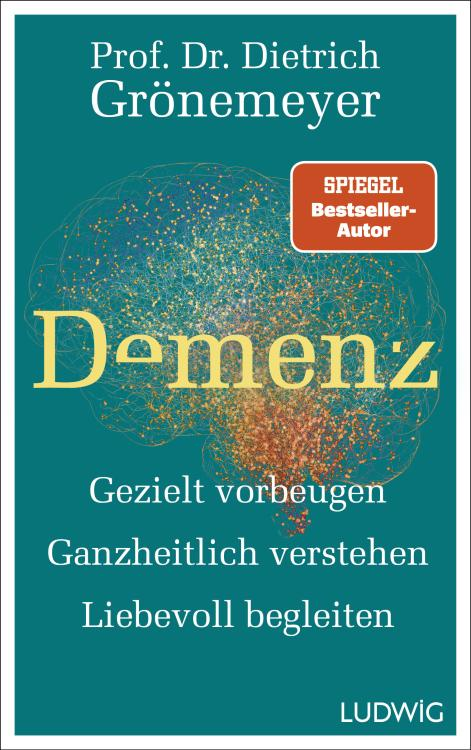 Prof. Dr. Dietrich
Grönemeyer
SPIEGEL
Bestseller-
Autor
Demenz
Gezielt vorbeugen
Ganzheitlich verstehen
Liebevoll begleiten
LUDWiG